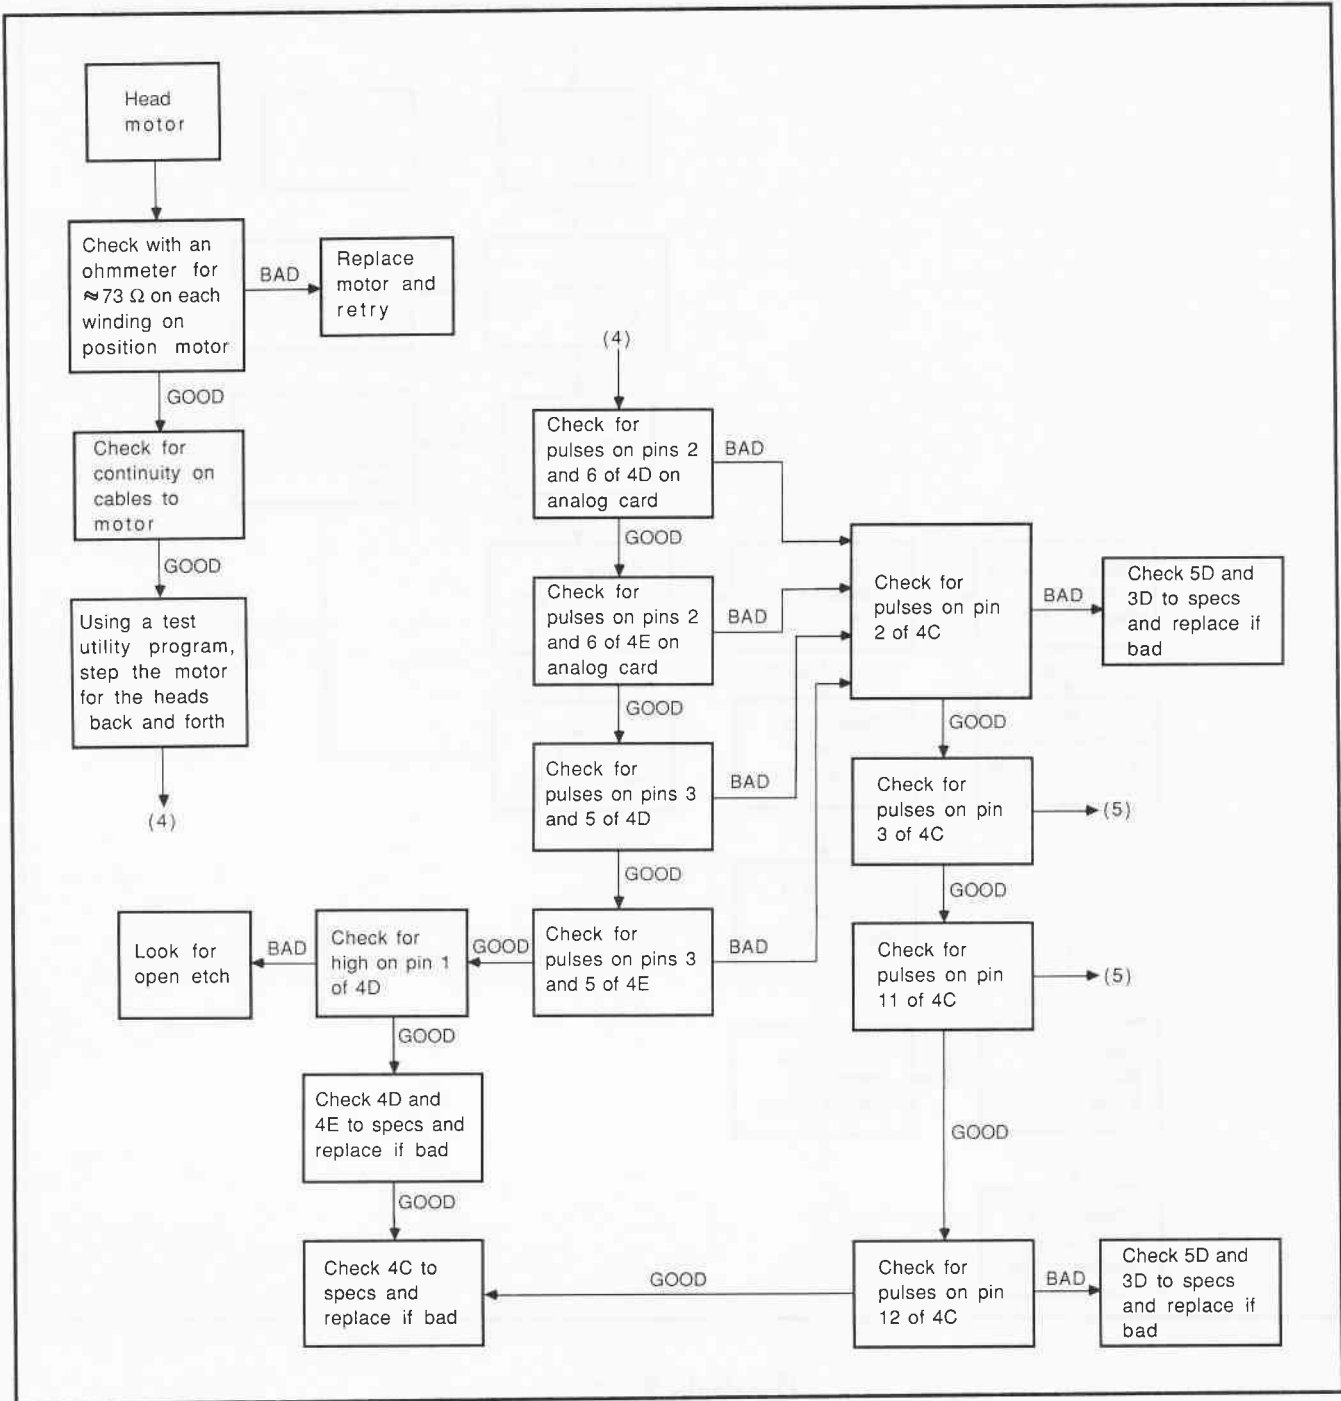 Head
motor
Check with an
ohmmeter for
≈73 Ω on each
winding on
position motor
BAD
Replace
motor and
retry
GOOD
Check for
continuity on
cables to
motor
GOOD
Using a test
utility program,
step the motor
for the heads
back and forth
(4)
(4)
Check for
pulses on pins 2
and 6 of 4D on
analog card
BAD
GOOD
Check for
pulses on pins 2
and 6 of 4E on
analog card
BAD
GOOD
Check for
pulses on pins 3
and 5 of 4D
BAD
GOOD
Check for
pulses on pins 3
and 5 of 4E
BAD
GOOD
Check for
high on pin 1
of 4D
BAD
Look for
open etch
GOOD
Check 4D and
4E to specs and
replace if bad
GOOD
Check 4C to
specs and
replace if bad
Check for
pulses on pin
2 of 4C
BAD
Check 5D and
3D to specs
and replace if
bad
GOOD
Check for
pulses on pin
3 of 4C
(5)
GOOD
Check for
pulses on pin
11 of 4C
(5)
GOOD
Check for
pulses on pin
12 of 4C
GOOD
BAD
Check 5D and
3D to specs
and replace if
bad